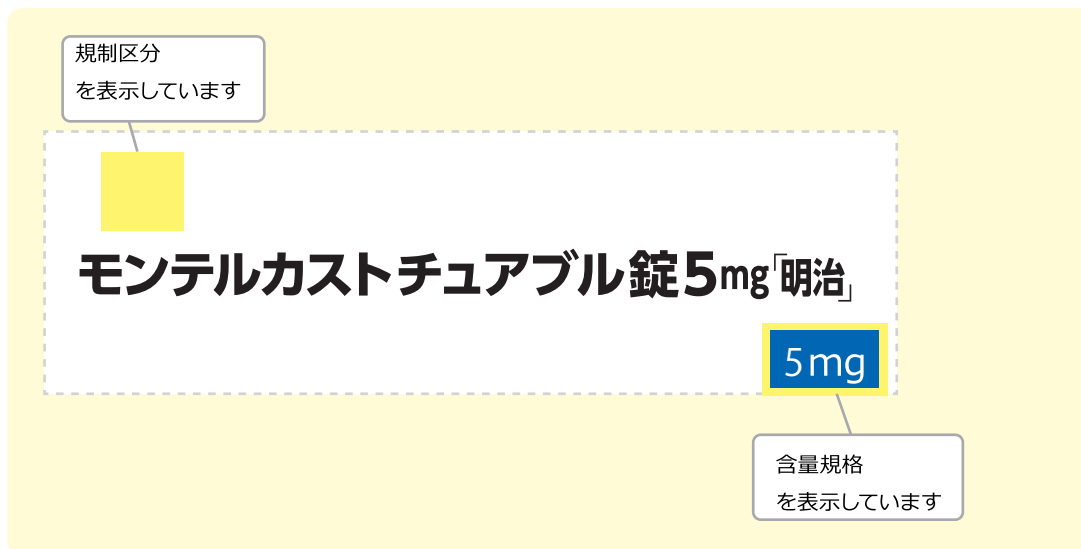 規制区分
を表示しています
モンテルカストチュアブル錠5mg「明治」
5mg
含量規格
を表示しています